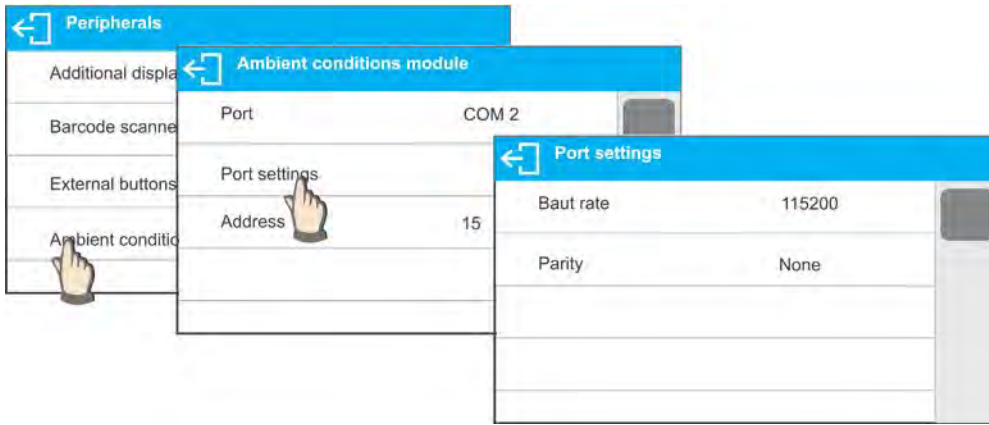 Peripherals
Additional displa
Barcode scanne
External buttons
Ambient conditio
Ambient conditions module
Port COM 2
Port settings
Address 15
Port settings
Baut rate 115200
Parity None